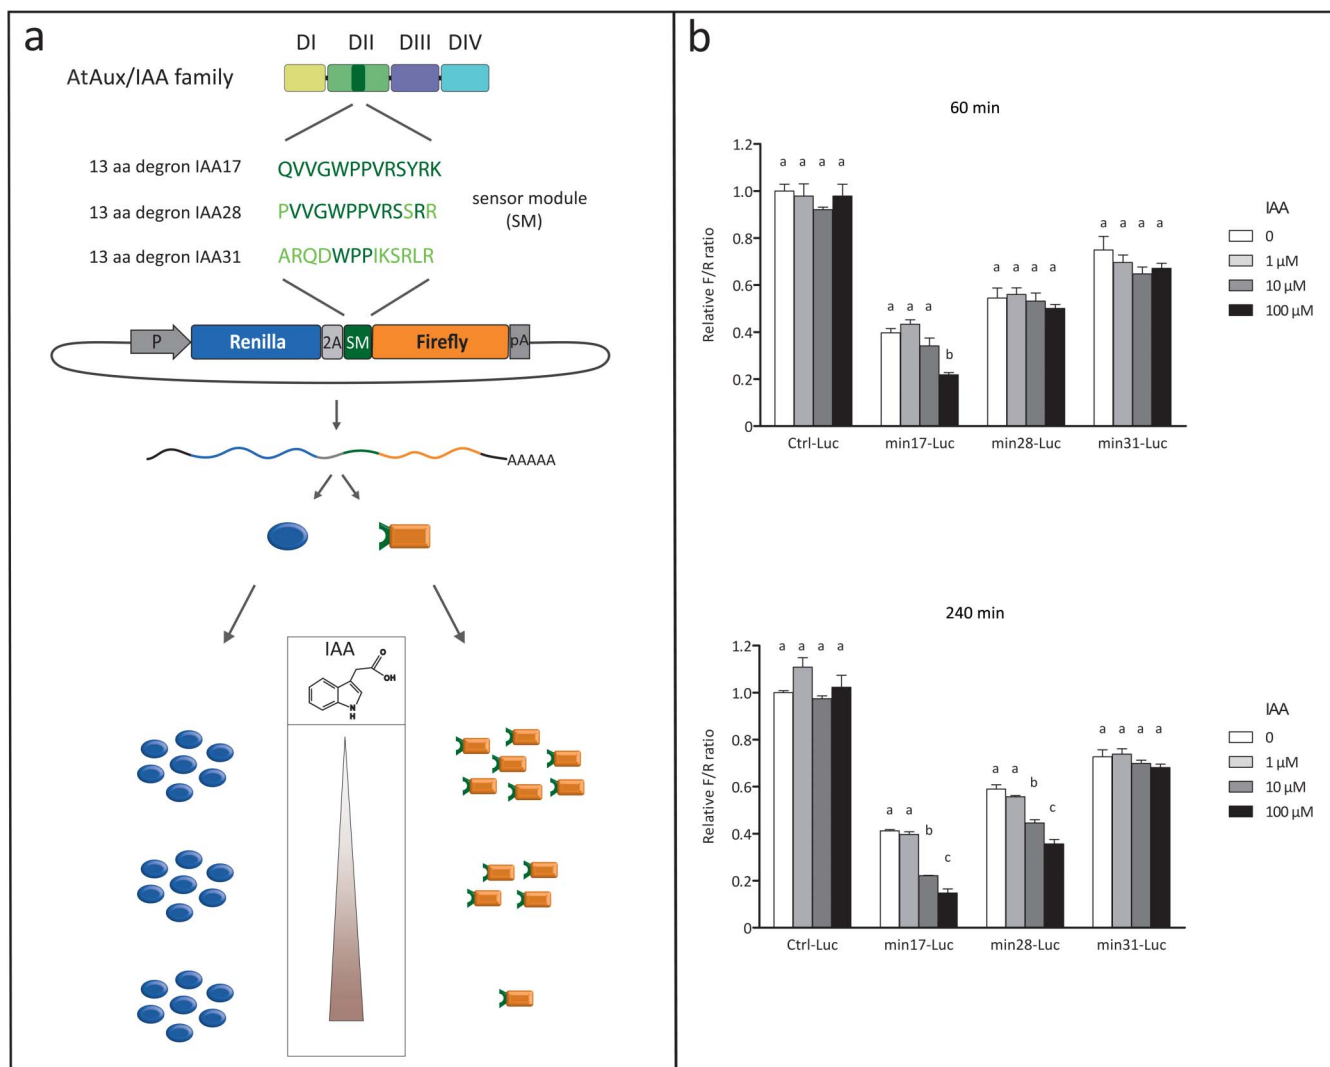 a
DI DII DIII DIV
AtAux/IAA family
13 aa degron IAA17 QVVGWPPVRSYRK
13 aa degron IAA28 PVVGWPPVRSSRR
13 aa degron IAA31 ARQDWPPIKSRLR
sensor module
(SM)
P Renilla 2A SM Firefly pA
AAAAA
IAA
O
OH
N
H
b
60 min
Relative F/R ratio
1.2
1.0
0.8
0.6
0.4
0.2
0
a a a a
a a a b
a a a a
a a a a
Ctrl-Luc min17-Luc min28-Luc min31-Luc
IAA
0
1 µM
10 µM
100 µM
240 min
Relative F/R ratio
1.2
1.0
0.8
0.6
0.4
0.2
0
a a a a
a a b c
a a b c
a a a a
Ctrl-Luc min17-Luc min28-Luc min31-Luc
IAA
0
1 µM
10 µM
100 µM